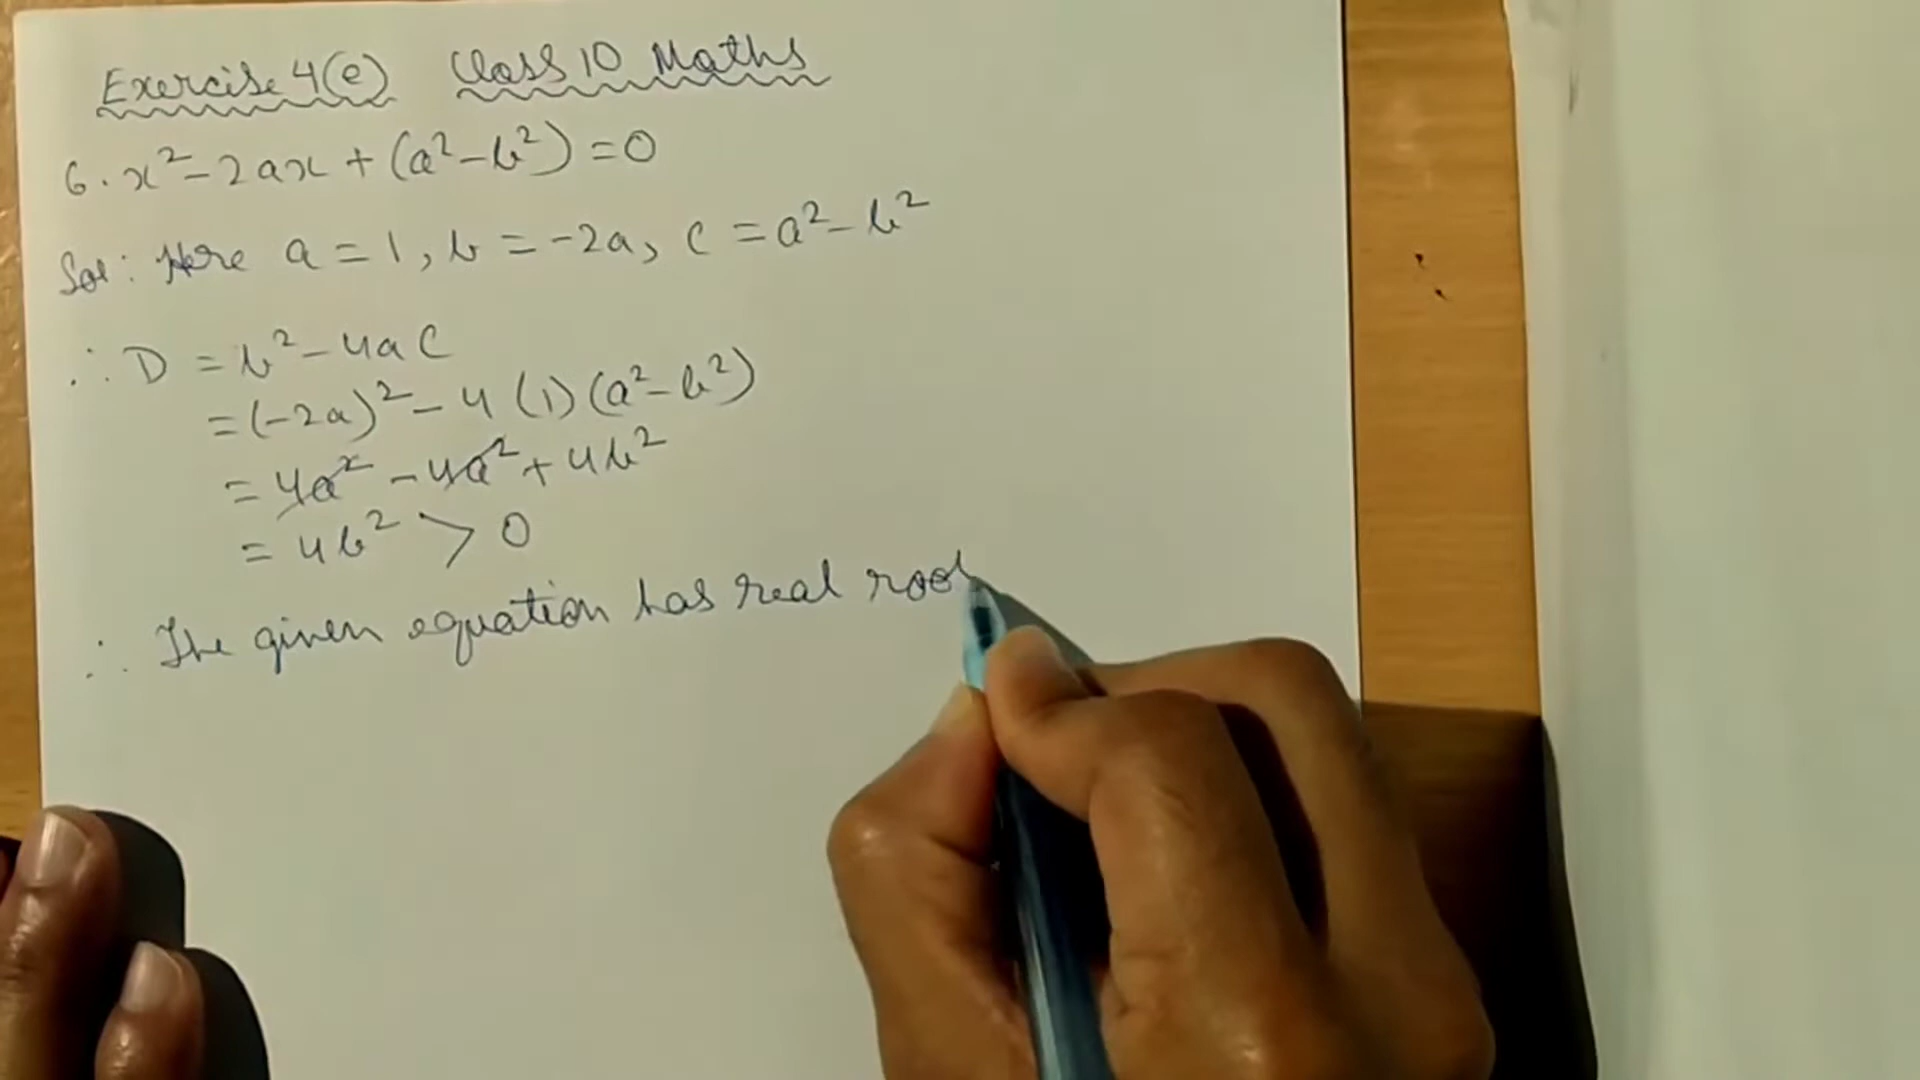 Exercise 4(e) Class 10 Maths
6. x² - 2ax + (a² - b²) = 0
Sol: Here a = 1, b = -2a, c = a² - b²
∴ D = b² - 4ac
= (-2a)² - 4 (1) (a² - b²)
= 4a² - 4a² + 4b²
= 4b² > 0
∴ The given equation has real root